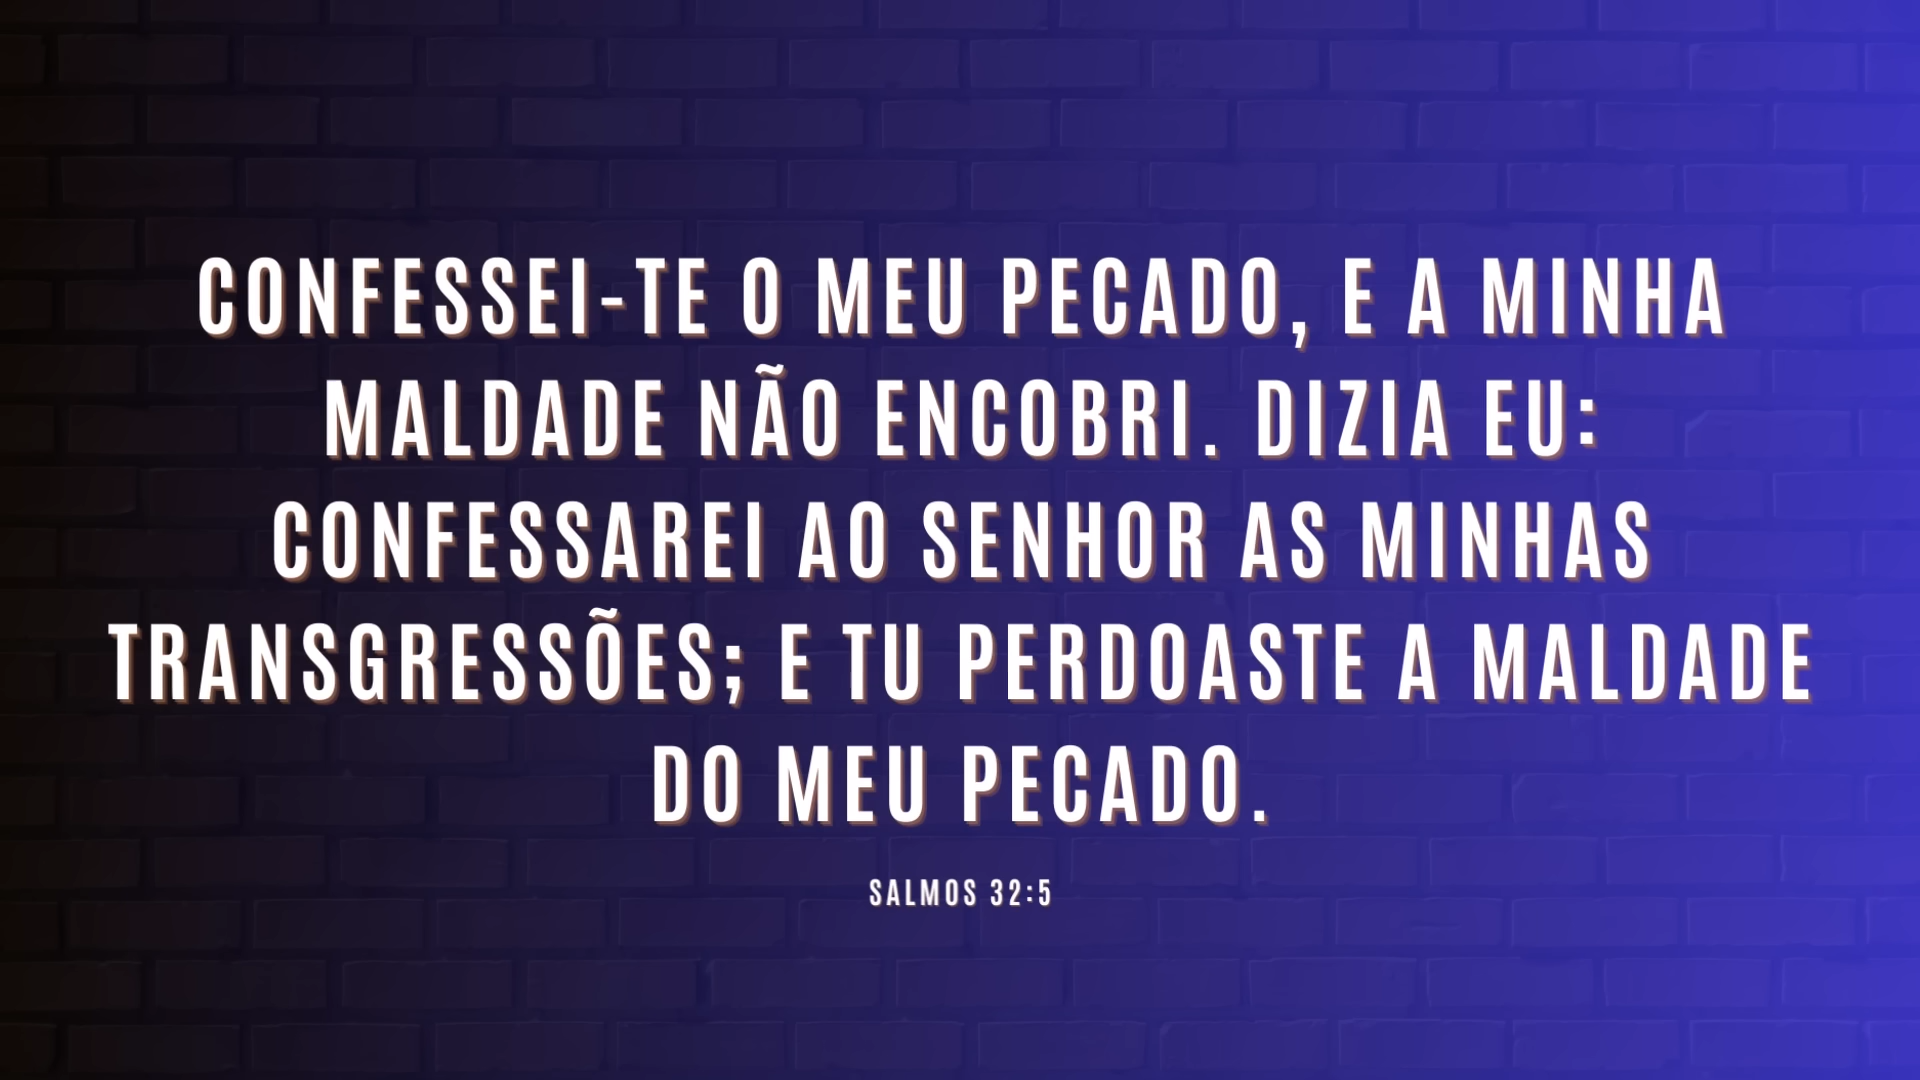 CONFESSEI-TE O MEU PECADO, E A MINHA
MALDADE NÃO ENCOBRI. DIZIA EU:
CONFESSAREI AO SENHOR AS MINHAS
TRANSGRESSÕES; E TU PERDOASTE A MALDADE
DO MEU PECADO.
SALMOS 32:5